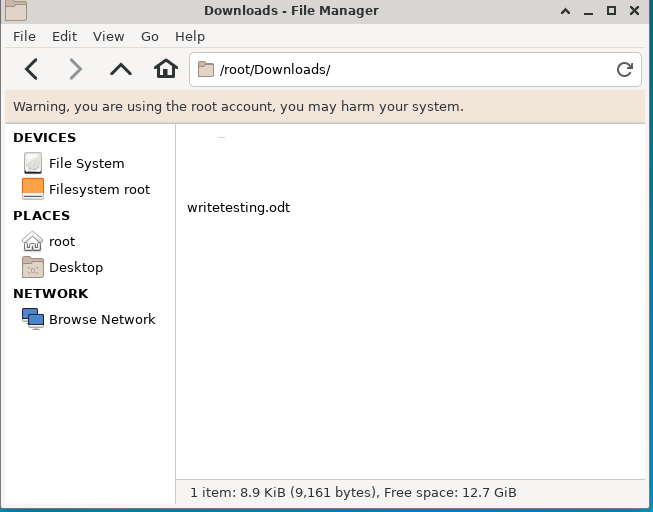 Downloads - File Manager
File Edit View Go Help
/root/Downloads/
Warning, you are using the root account, you may harm your system.
DEVICES
File System
Filesystem root
PLACES
root
Desktop
NETWORK
Browse Network
writetesting.odt
1 item: 8.9 KiB (9,161 bytes), Free space: 12.7 GiB